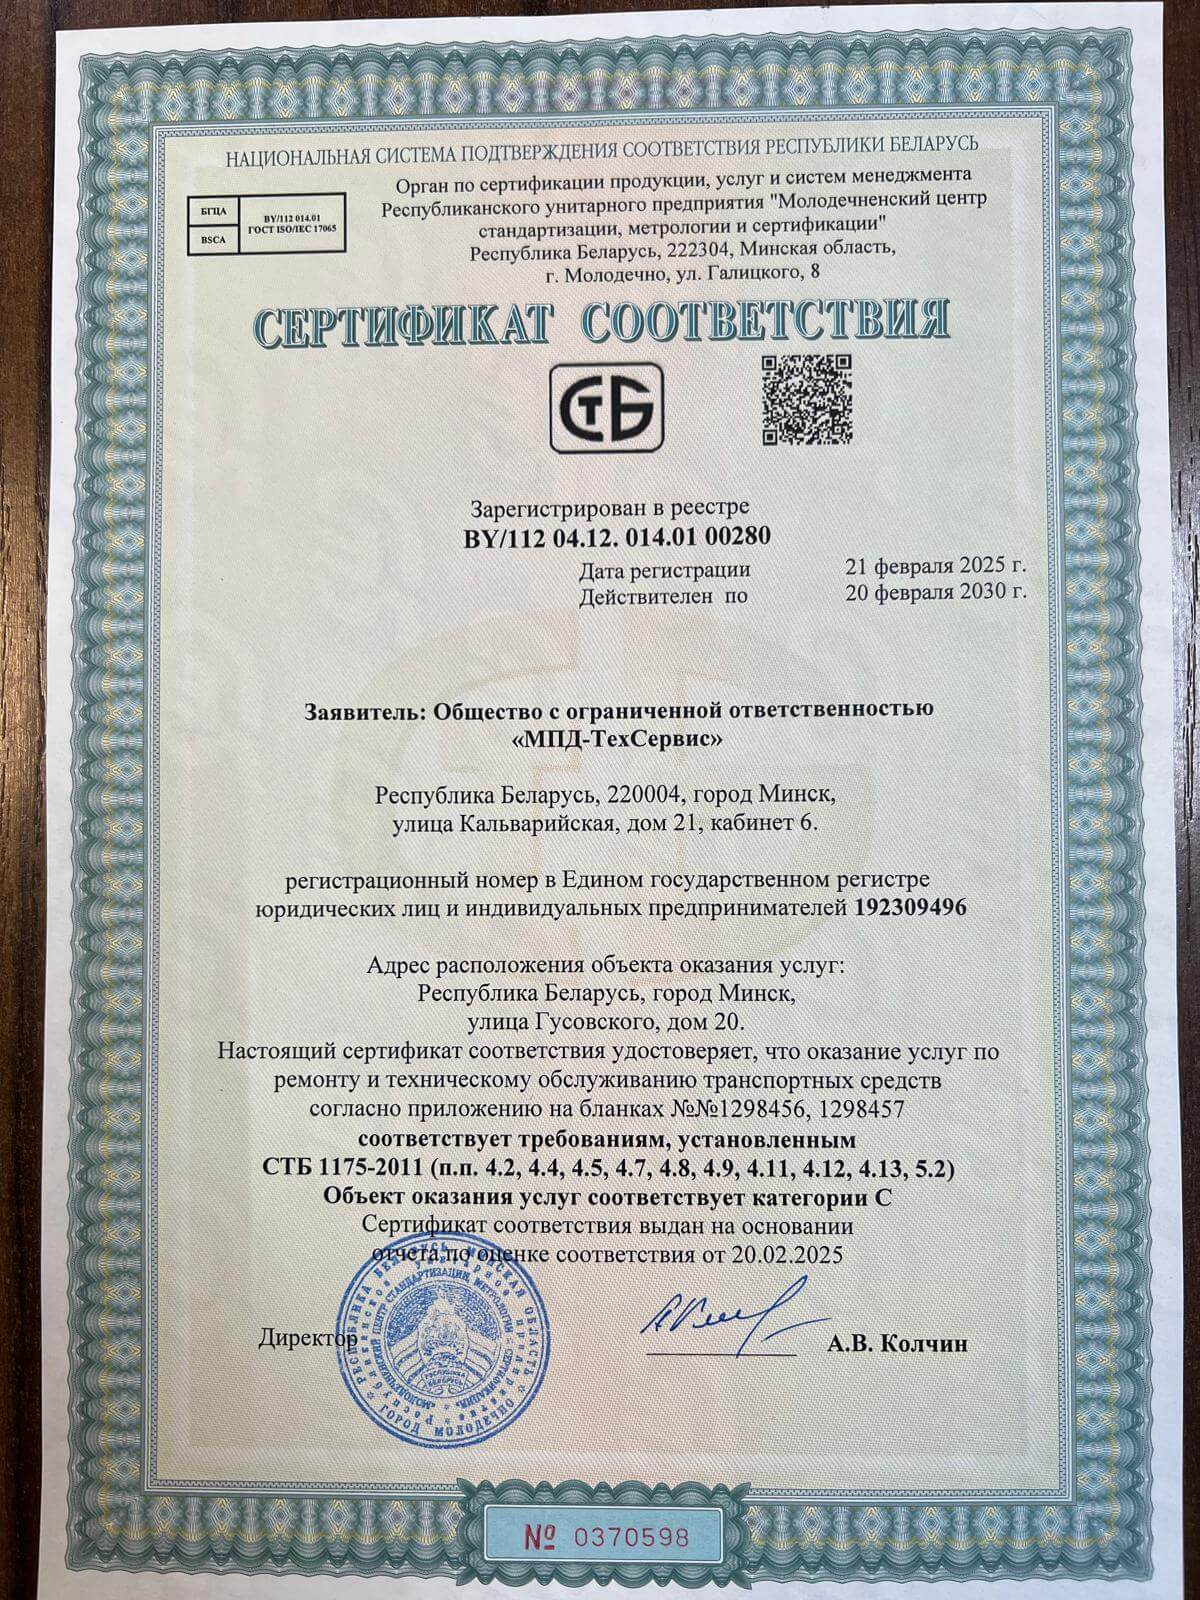 НАЦИОНАЛЬНАЯ СИСТЕМА ПОДТВЕРЖДЕНИЯ СООТВЕТСТВИЯ РЕСПУБЛИКИ БЕЛАРУСЬ
БГЦА
BSCA
BY/112 014.01
ГОСТ ISO/IEC 17065
Орган по сертификации продукции, услуг и систем менеджмента
Республиканского унитарного предприятия "Молодечненский центр
стандартизации, метрологии и сертификации"
Республика Беларусь, 222304, Минская область,
г. Молодечно, ул. Галицкого, 8
СЕРТИФИКАТ СООТВЕТСТВИЯ
СТБ
Зарегистрирован в реестре
BY/112 04.12. 014.01 00280
Дата регистрации 21 февраля 2025 г.
Действителен по 20 февраля 2030 г.
Заявитель: Общество с ограниченной ответственностью
«МПД-ТехСервис»
Республика Беларусь, 220004, город Минск,
улица Кальварийская, дом 21, кабинет 6.
регистрационный номер в Едином государственном регистре
юридических лиц и индивидуальных предпринимателей 192309496
Адрес расположения объекта оказания услуг:
Республика Беларусь, город Минск,
улица Гусовского, дом 20.
Настоящий сертификат соответствия удостоверяет, что оказание услуг по
ремонту и техническому обслуживанию транспортных средств
согласно приложению на бланках №№1298456, 1298457
соответствует требованиям, установленным
СТБ 1175-2011 (п.п. 4.2, 4.4, 4.5, 4.7, 4.8, 4.9, 4.11, 4.12, 4.13, 5.2)
Объект оказания услуг соответствует категории С
Сертификат соответствия выдан на основании
отчета по оценке соответствия от 20.02.2025
Директор
А.В. Колчин
РЕСПУБЛИКА БЕЛАРУСЬ МИНСКАЯ ОБЛАСТЬ
ГОРОД МОЛОДЕЧНО
№ 0370598